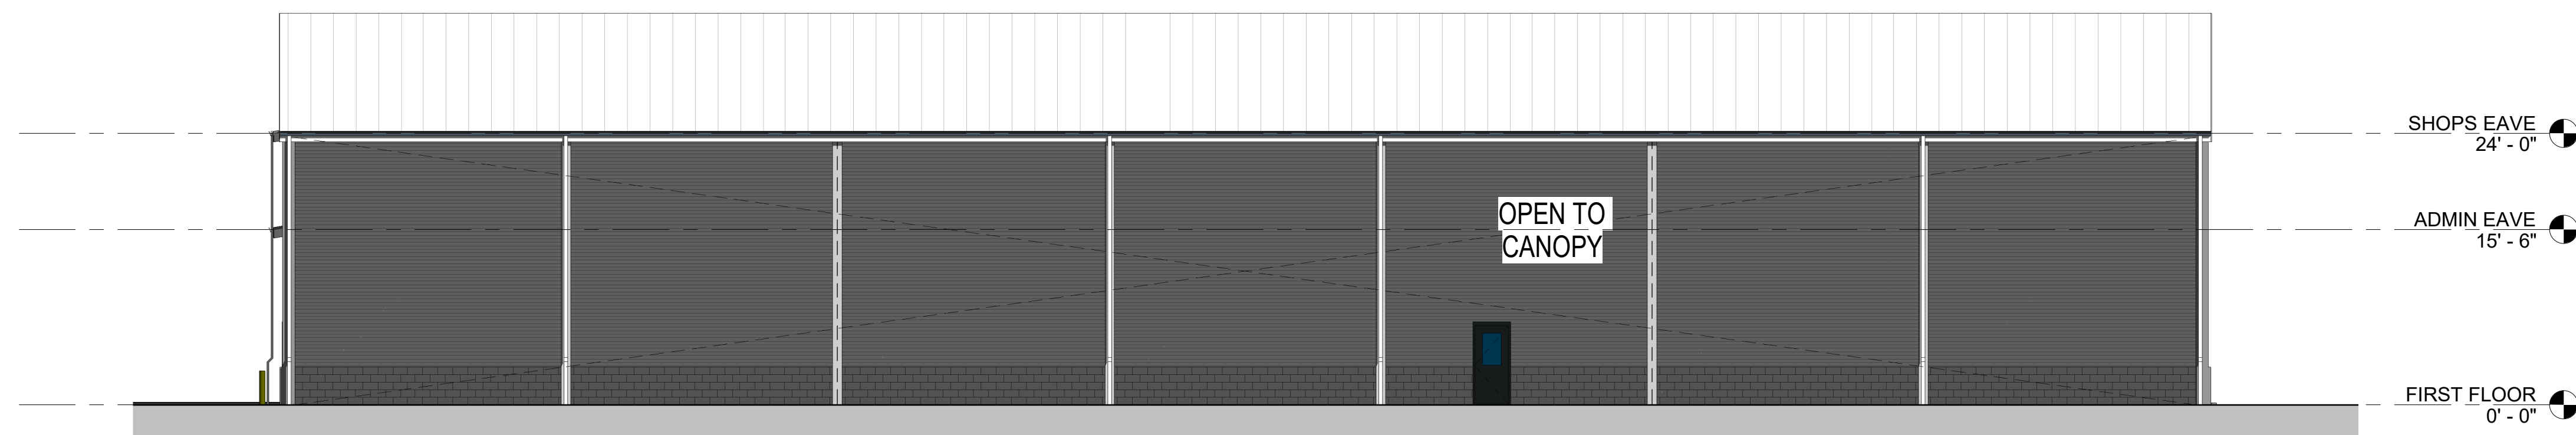 SHOPS EAVE
24' - 0"
OPEN TO
CANOPY
ADMIN EAVE
15' - 6"
FIRST FLOOR
0' - 0"